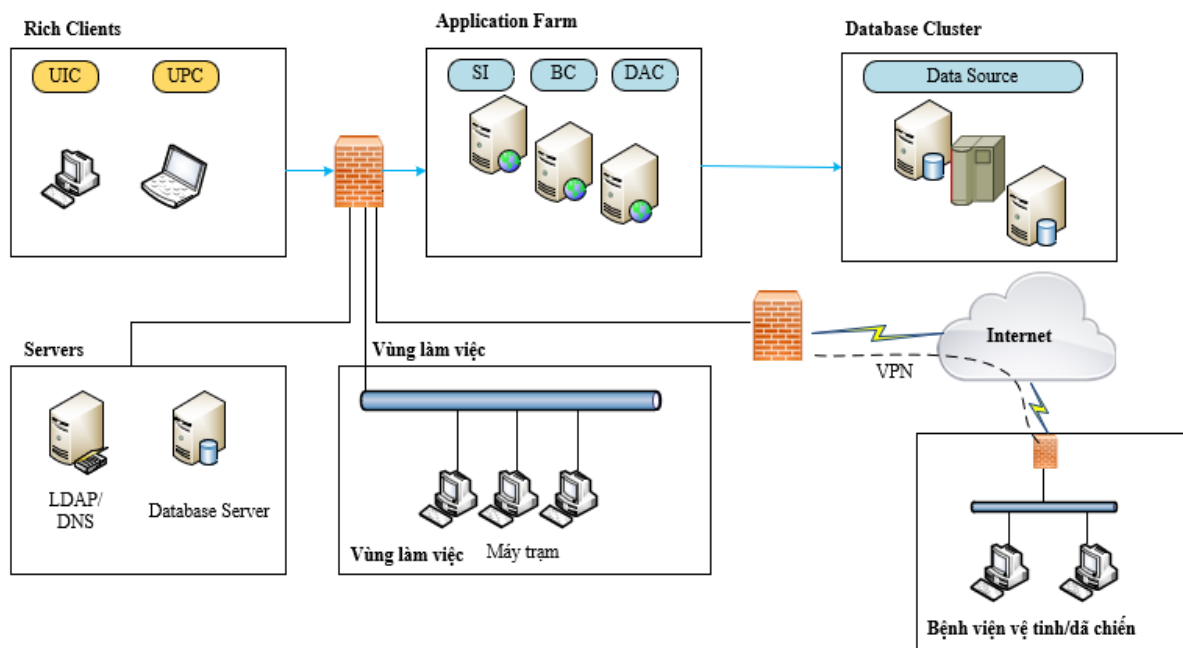 Rich Clients
Application Farm
Database Cluster
UIC
UPC
SI
BC
DAC
Data Source
Internet
VPN
Servers
Vùng làm việc
LDAP/
DNS
Database Server
Vùng làm việc
Máy trạm
Bệnh viện vệ tinh/dã chiến